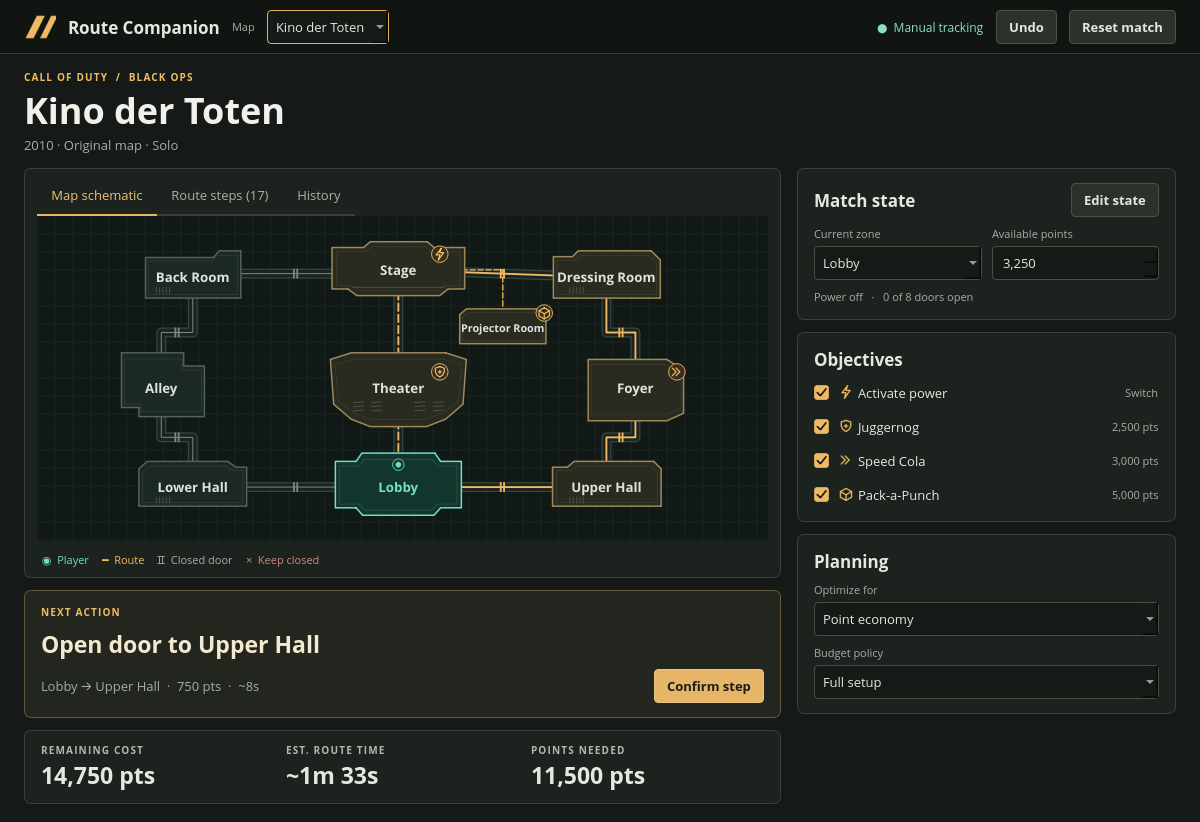 Route Companion
Map
Kino der Toten
Manual tracking
Undo
Reset match
CALL OF DUTY / BLACK OPS
Kino der Toten
2010 · Original map · Solo
Map schematic
Route steps (17)
History
Back Room
Stage
Dressing Room
Projector Room
Alley
Theater
Foyer
Lower Hall
Lobby
Upper Hall
Player
Route
Closed door
× Keep closed
NEXT ACTION
Open door to Upper Hall
Lobby → Upper Hall · 750 pts · ~8s
Confirm step
REMAINING COST
14,750 pts
EST. ROUTE TIME
~1m 33s
POINTS NEEDED
11,500 pts
Match state
Edit state
Current zone
Available points
Lobby
3,250
Power off · 0 of 8 doors open
Objectives
Activate power
Switch
Juggernog
2,500 pts
Speed Cola
3,000 pts
Pack-a-Punch
5,000 pts
Planning
Optimize for
Point economy
Budget policy
Full setup